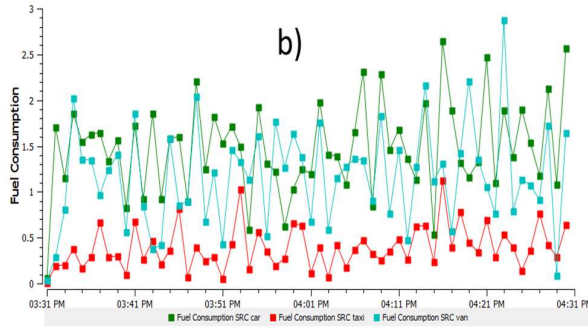 b)
Fuel Consumption
3
2.5
2
1.5
1
0.5
0
03:31 PM 03:41 PM 03:51 PM 04:01 PM 04:11 PM 04:21 PM 04:31 PM
Fuel Consumption SRC car Fuel Consumption SRC taxi Fuel Consumption SRC van